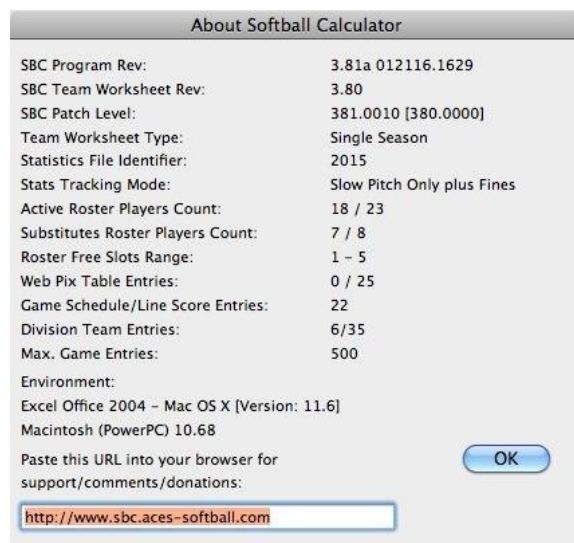 About Softball Calculator
SBC Program Rev: 3.81a 012116.1629
SBC Team Worksheet Rev: 3.80
SBC Patch Level: 381.0010 [380.0000]
Team Worksheet Type: Single Season
Statistics File Identifier: 2015
Stats Tracking Mode: Slow Pitch Only plus Fines
Active Roster Players Count: 18 / 23
Substitutes Roster Players Count: 7 / 8
Roster Free Slots Range: 1 – 5
Web Pix Table Entries: 0 / 25
Game Schedule/Line Score Entries: 22
Division Team Entries: 6/35
Max. Game Entries: 500
Environment:
Excel Office 2004 – Mac OS X [Version: 11.6]
Macintosh (PowerPC) 10.68
Paste this URL into your browser for
support/comments/donations:
OK
http://www.sbc.aces-softball.com